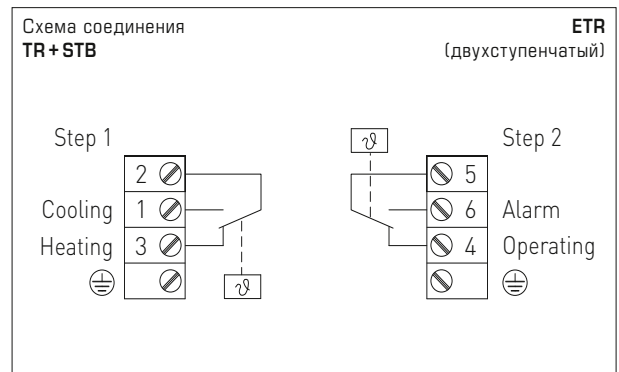 Схема соединения
TR+STB
ETR
(двухступенчатый)
Step 1
2
Cooling 1
Heating 3
ϑ
ϑ
Step 2
5
6 Alarm
4 Operating